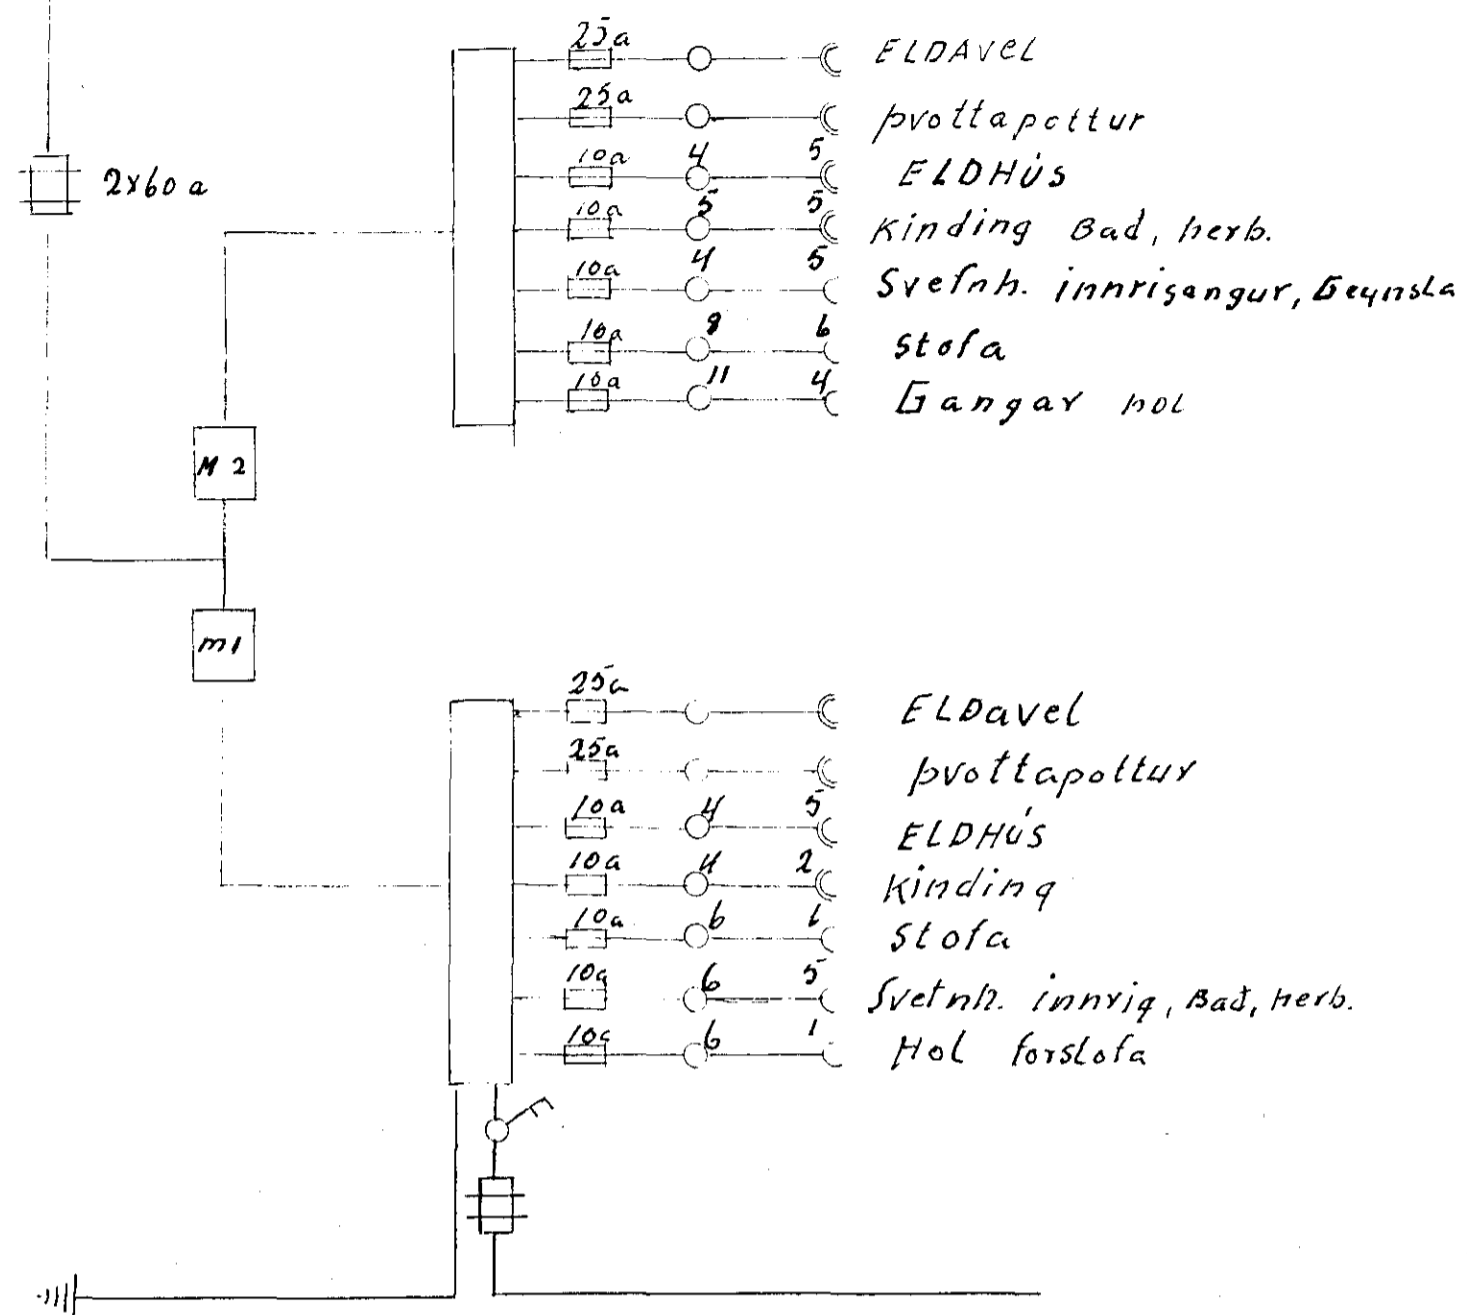 25a ELDAVEL
25a þvottapottur
2x60 a
10a 4 5 ELDHÚS
10a 5 5 Kinding Bað, herb.
10a 4 5 Svefnh. innrigangur, Geymsla
10a 8 6 Stofa
10a 11 4 Gangar hol
M 2
m1
25a ELDavel
25a þvottapottur
10a 4 5 ELDHÚS
10a 4 2 Kinding
10a 6 6 Stofa
10a 6 5 Svefnh. innrig, Bað, herb.
10a 6 1 Hol forstofa